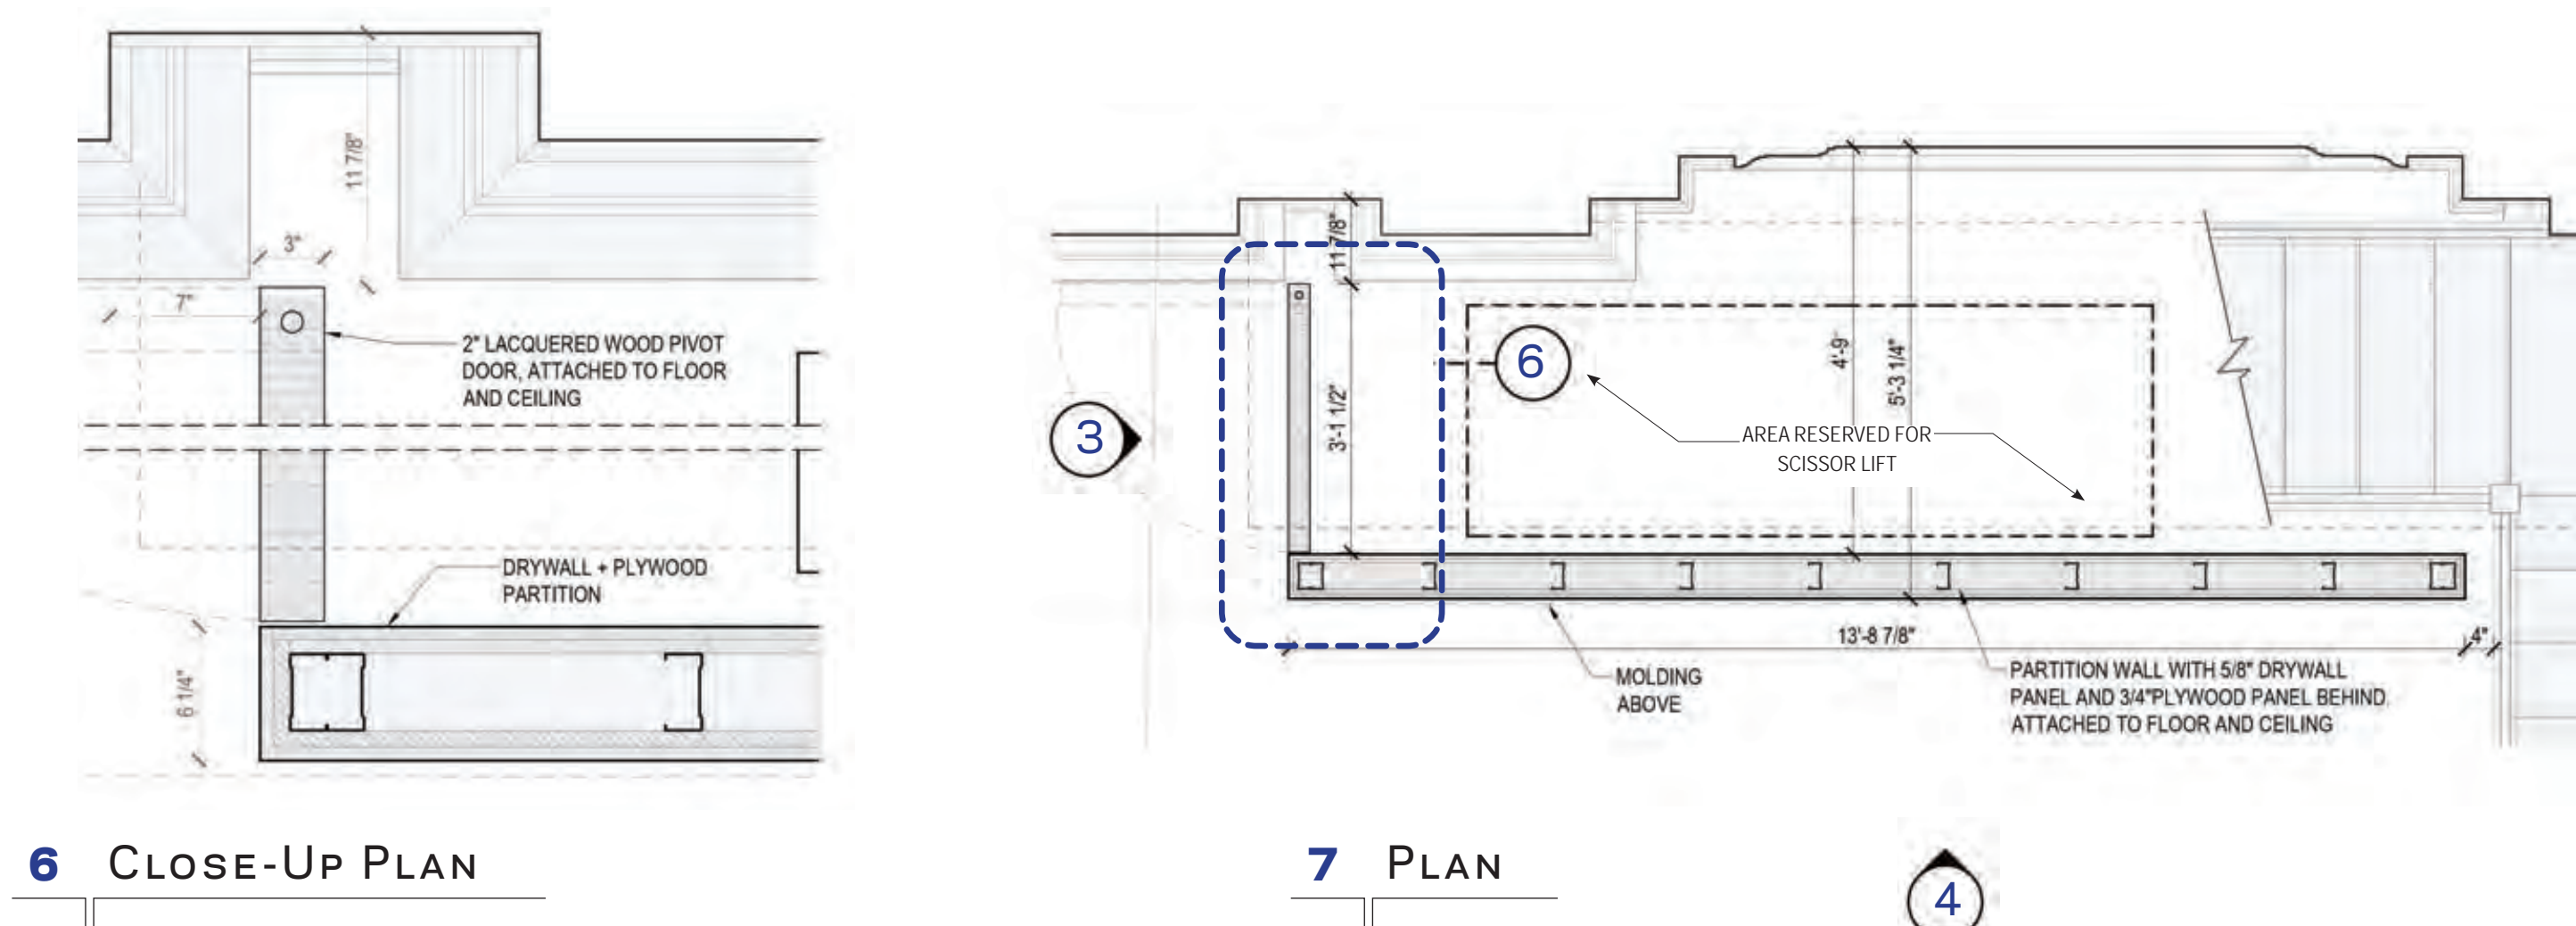 11 7/8"
3"
7"
2" LACQUERED WOOD PIVOT
DOOR, ATTACHED TO FLOOR
AND CEILING
DRYWALL + PLYWOOD
PARTITION
6 1/4"
6 CLOSE-UP PLAN
11 7/8"
3'-1 1/2"
3
6
4'-9"
5'-3 1/4"
AREA RESERVED FOR
SCISSOR LIFT
13'-8 7/8"
4"
MOLDING
ABOVE
PARTITION WALL WITH 5/8" DRYWALL
PANEL AND 3/4"PLYWOOD PANEL BEHIND.
ATTACHED TO FLOOR AND CEILING
7 PLAN
4